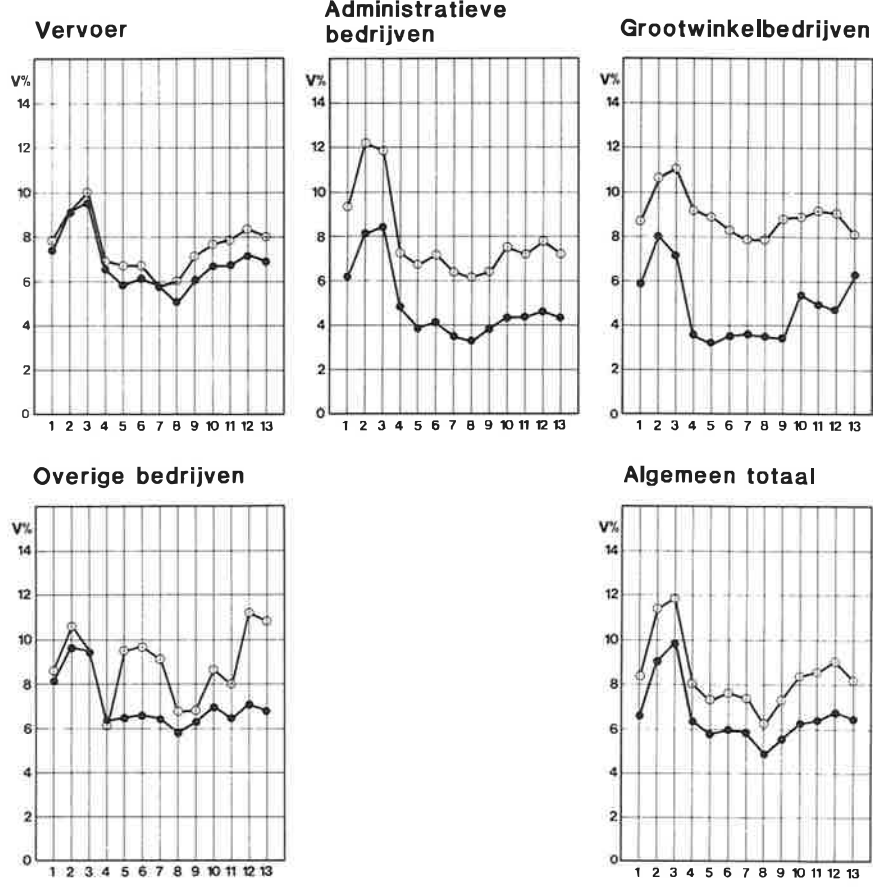 Vervoer
V%
14
12
10
8
6
4
2
0
1 2 3 4 5 6 7 8 9 10 11 12 13
Administratieve
bedrijven
V%
14
12
10
8
6
4
2
0
1 2 3 4 5 6 7 8 9 10 11 12 13
Grootwinkelbedrijven
V%
14
12
10
8
6
4
2
0
1 2 3 4 5 6 7 8 9 10 11 12 13
Overige bedrijven
V%
14
12
10
8
6
4
2
0
1 2 3 4 5 6 7 8 9 10 11 12 13
Algemeen totaal
V%
14
12
10
8
6
4
2
0
1 2 3 4 5 6 7 8 9 10 11 12 13